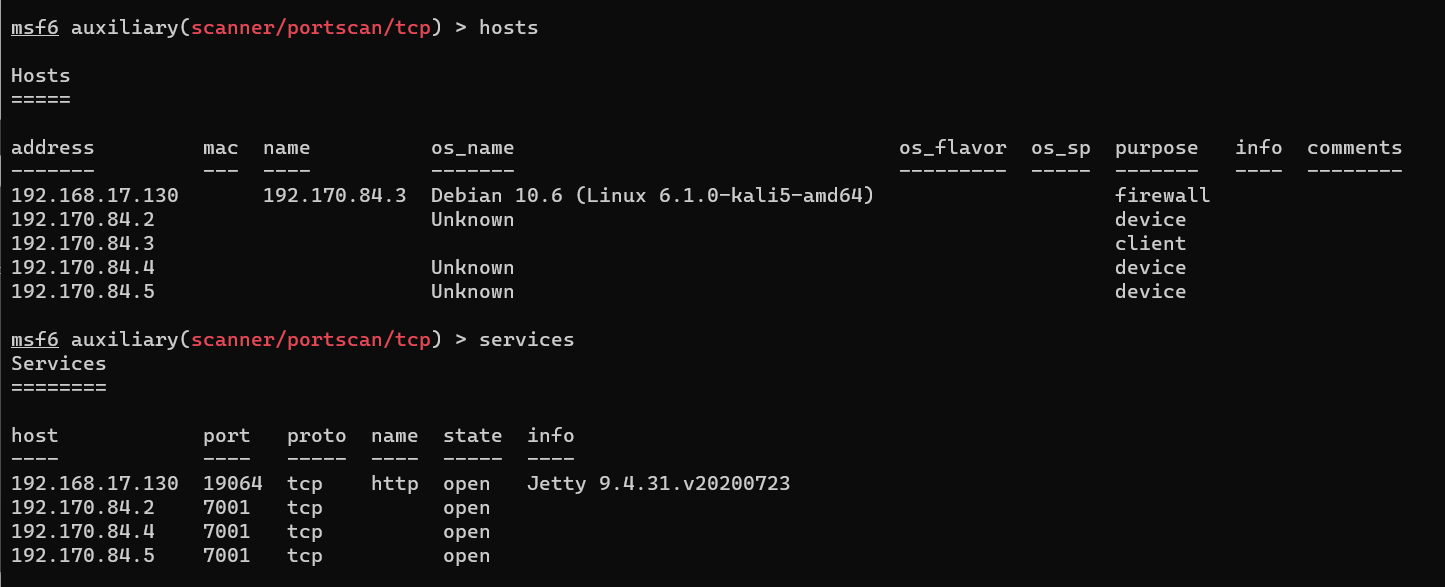 msf6 auxiliary(scanner/portscan/tcp) > hosts
Hosts
=====
address         mac  name          os_name                                os_flavor  os_sp  purpose   info  comments
-------         ---  ----          -------                                ---------  -----  -------   ----  --------
192.168.17.130       192.170.84.3  Debian 10.6 (Linux 6.1.0-kali5-amd64)                    firewall
192.170.84.2                       Unknown                                                  device
192.170.84.3                                                                                client
192.170.84.4                       Unknown                                                  device
192.170.84.5                       Unknown                                                  device
msf6 auxiliary(scanner/portscan/tcp) > services
Services
========
host            port   proto  name  state  info
----            ----   -----  ----  -----  ----
192.168.17.130  19064  tcp    http  open   Jetty 9.4.31.v20200723
192.170.84.2    7001   tcp          open
192.170.84.4    7001   tcp          open
192.170.84.5    7001   tcp          open